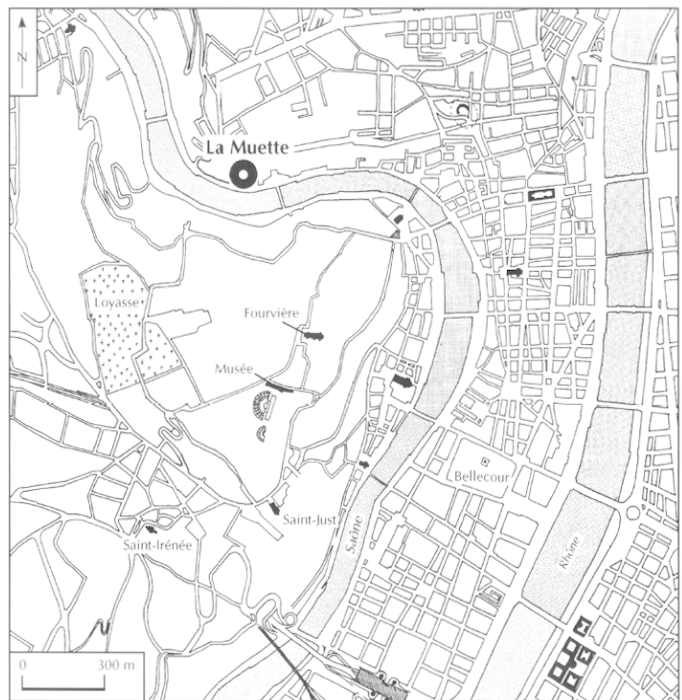 N
La Muette
Loyasse
Fourvière
Musée
Bellecour
Saint-Just
Saône
Saint-Irénée
Rhône
0 300 m